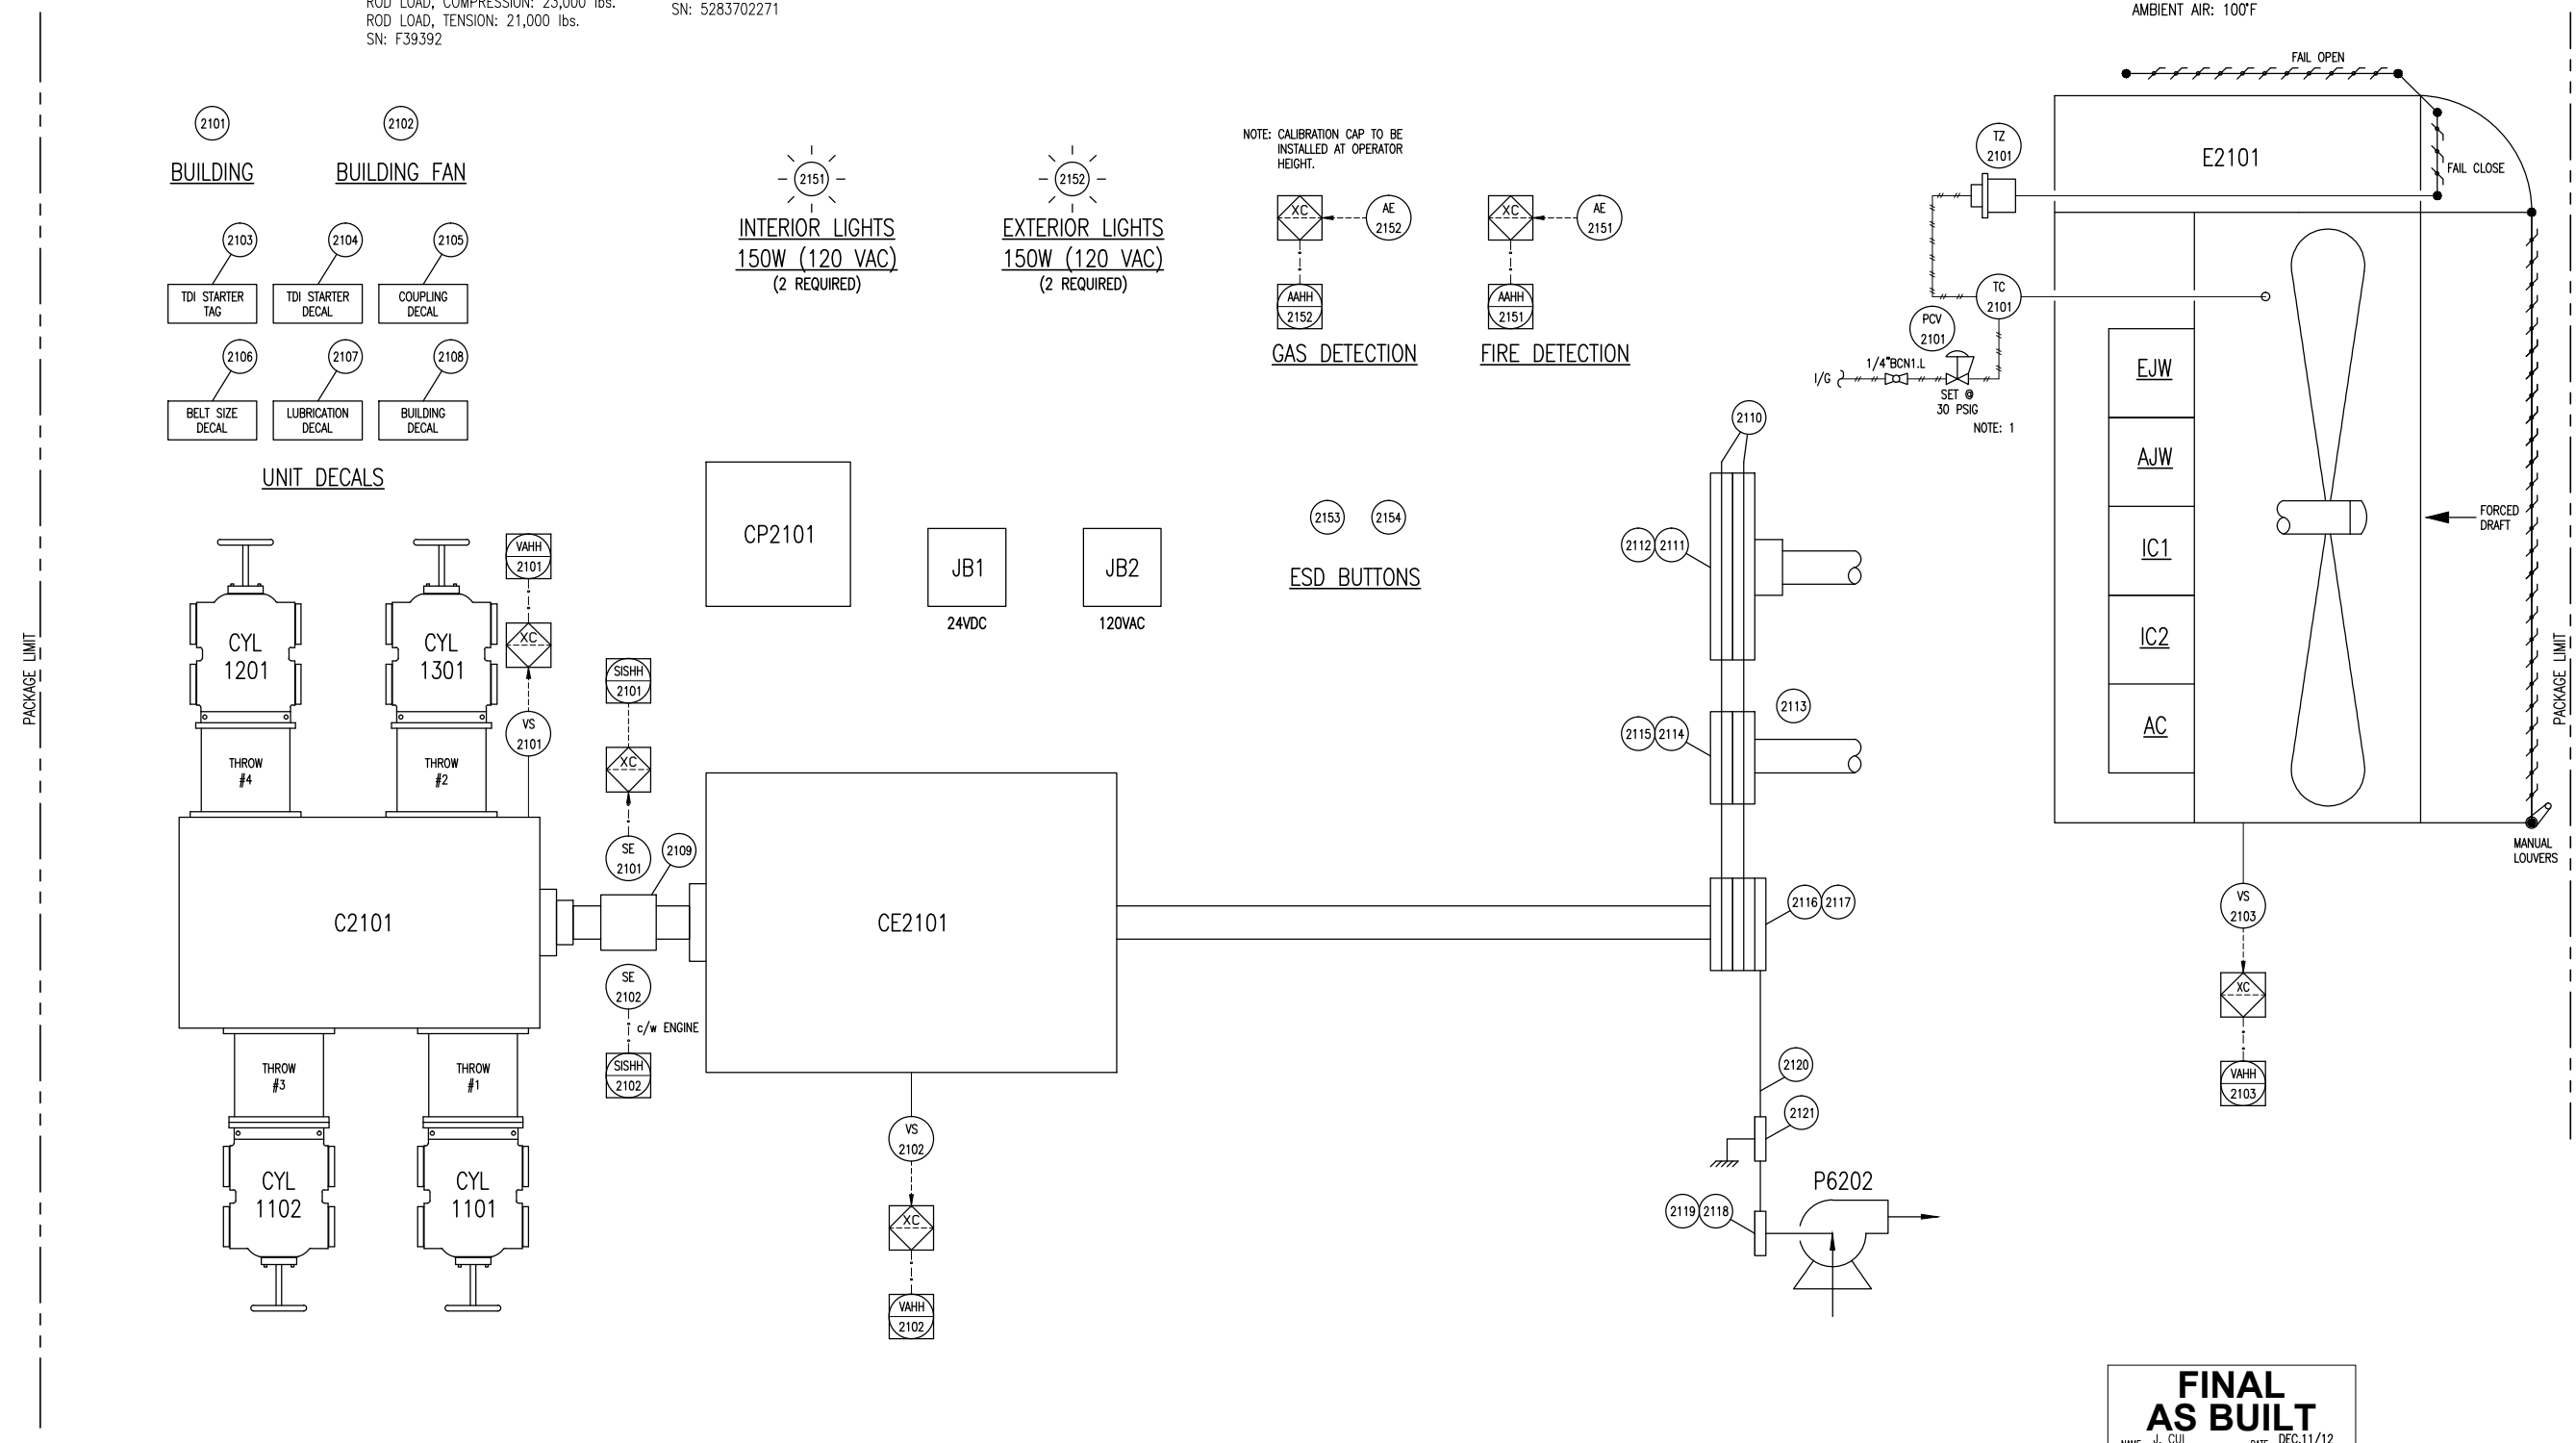 ROD LOAD, COMPRESSION: 23,000 lbs.
ROD LOAD, TENSION: 21,000 lbs.
SN: F39392
SN: 5283702271
AMBIENT AIR: 100°F
2101
BUILDING
2102
BUILDING FAN
2103
TDI STARTER
TAG
2104
TDI STARTER
DECAL
2105
COUPLING
DECAL
2106
BELT SIZE
DECAL
2107
LUBRICATION
DECAL
2108
BUILDING
DECAL
UNIT DECALS
2151
INTERIOR LIGHTS
150W (120 VAC)
(2 REQUIRED)
2152
EXTERIOR LIGHTS
150W (120 VAC)
(2 REQUIRED)
NOTE: CALIBRATION CAP TO BE
INSTALLED AT OPERATOR
HEIGHT.
XC
AE
2152
AAHH
2152
GAS DETECTION
XC
AE
2151
AAHH
2151
FIRE DETECTION
FAIL OPEN
TZ
2101
E2101
FAIL CLOSE
TC
2101
PCV
2101
1/4"BCN1.L
I/G
SET @
30 PSIG
NOTE: 1
EJW
AJW
IC1
IC2
AC
FORCED
DRAFT
MANUAL
LOUVERS
PACKAGE LIMIT
PACKAGE LIMIT
CP2101
JB1
24VDC
JB2
120VAC
2153
2154
ESD BUTTONS
2110
2112
2111
2113
2115
2114
2116
2117
VAHH
2101
XC
VS
2101
CYL
1201
CYL
1301
THROW
#4
THROW
#2
SISHH
2101
XC
SE
2101
2109
C2101
CE2101
SE
2102
c/w ENGINE
SISHH
2102
THROW
#3
THROW
#1
CYL
1102
CYL
1101
VS
2102
XC
VAHH
2102
2120
2121
2119
2118
P6202
VS
2103
XC
VAHH
2103
FINAL
AS BUILT
NAME J. CUI DATE DEC.11/12